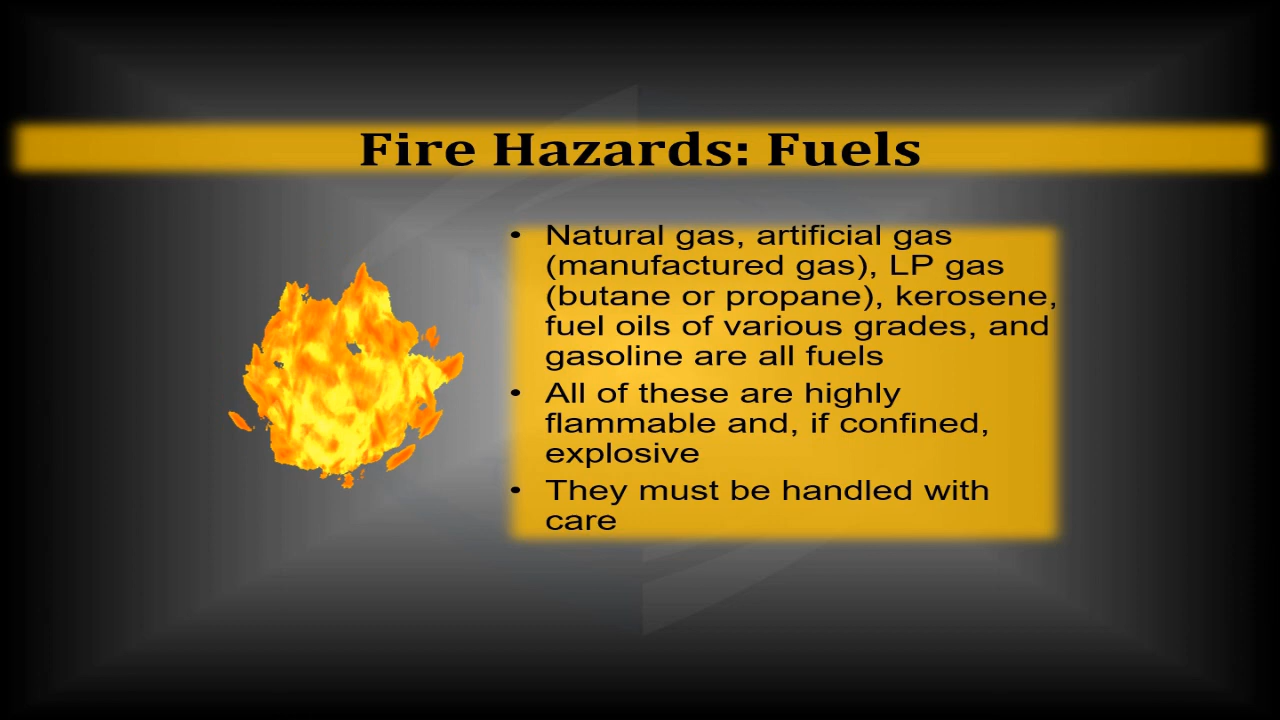 Fire Hazards: Fuels
• Natural gas, artificial gas
(manufactured gas), LP gas
(butane or propane), kerosene,
fuel oils of various grades, and
gasoline are all fuels
• All of these are highly
flammable and, if confined,
explosive
• They must be handled with
care